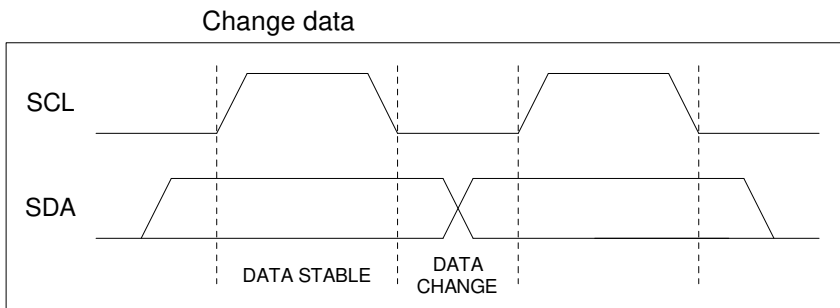 Change data
SCL
SDA
DATA STABLE
DATA
CHANGE